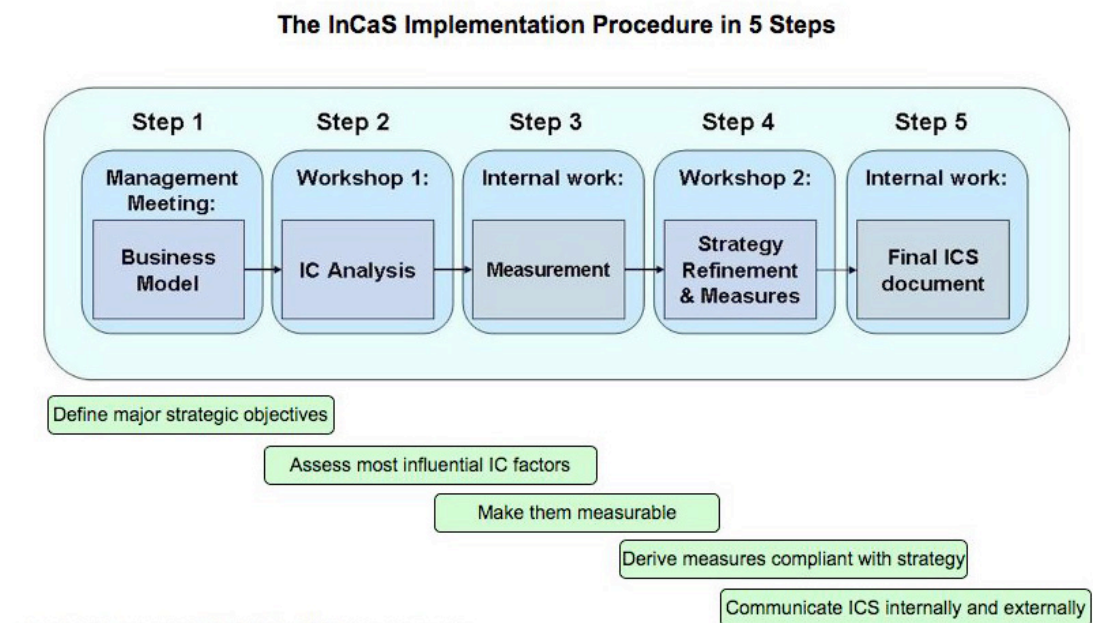 The InCaS Implementation Procedure in 5 Steps
Step 1
Step 2
Step 3
Step 4
Step 5
Management
Meeting:
Business
Model
Workshop 1:
IC Analysis
Internal work:
Measurement
Workshop 2:
Strategy
Refinement
& Measures
Internal work:
Final ICS
document
Define major strategic objectives
Assess most influential IC factors
Make them measurable
Derive measures compliant with strategy
Communicate ICS internally and externally